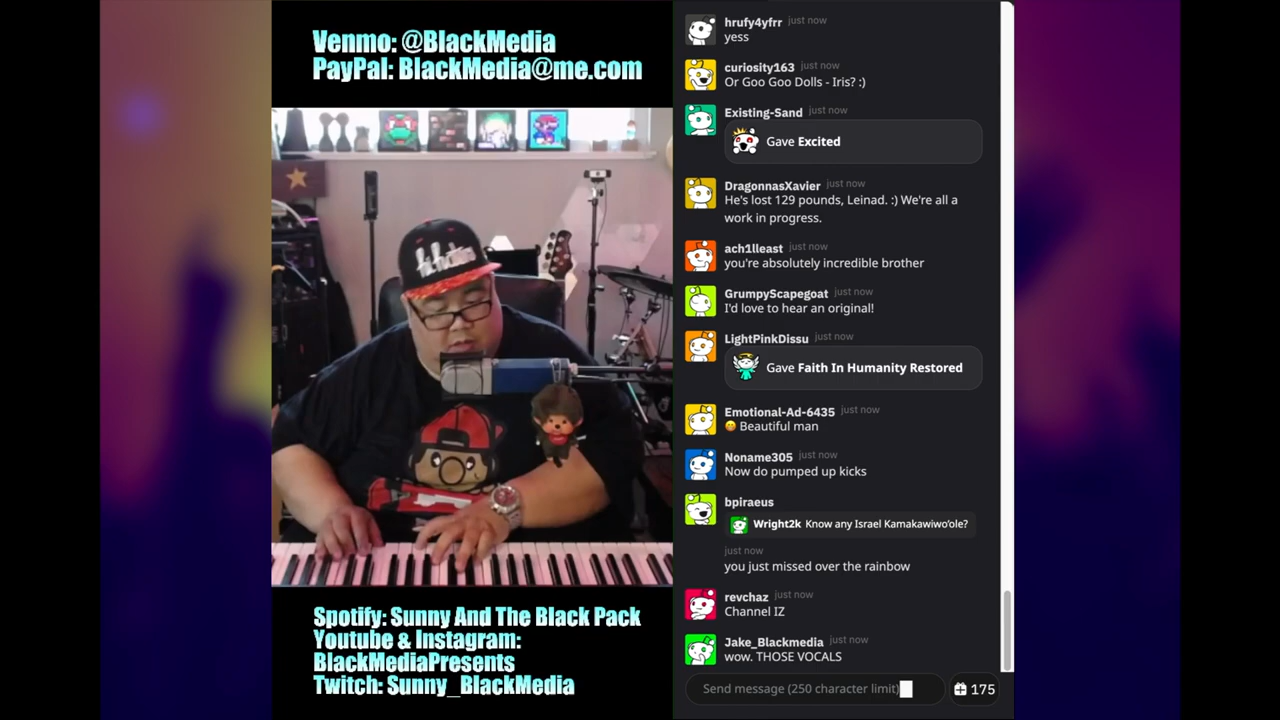 Venmo: @BlackMedia
PayPal: BlackMedia@me.com
Spotify: Sunny And The Black Pack
Youtube & Instagram:
BlackMediaPresents
Twitch: Sunny_BlackMedia
hrufy4yfrr just now
yess
curiosity163 just now
Or Goo Goo Dolls - Iris? :)
Existing-Sand just now
Gave Excited
DragonnasXavier just now
He's lost 129 pounds, Leinad. :) We're all a
work in progress.
ach1lleast just now
you're absolutely incredible brother
GrumpyScapegoat just now
I'd love to hear an original!
LightPinkDissu just now
Gave Faith In Humanity Restored
Emotional-Ad-6435 just now
🤭 Beautiful man
Noname305 just now
Now do pumped up kicks
bpiraeus
Wright2k Know any Israel Kamakawiwo'ole?
just now
you just missed over the rainbow
revchaz just now
Channel IZ
Jake_Blackmedia just now
wow. THOSE VOCALS
Send message (250 character limit)
175